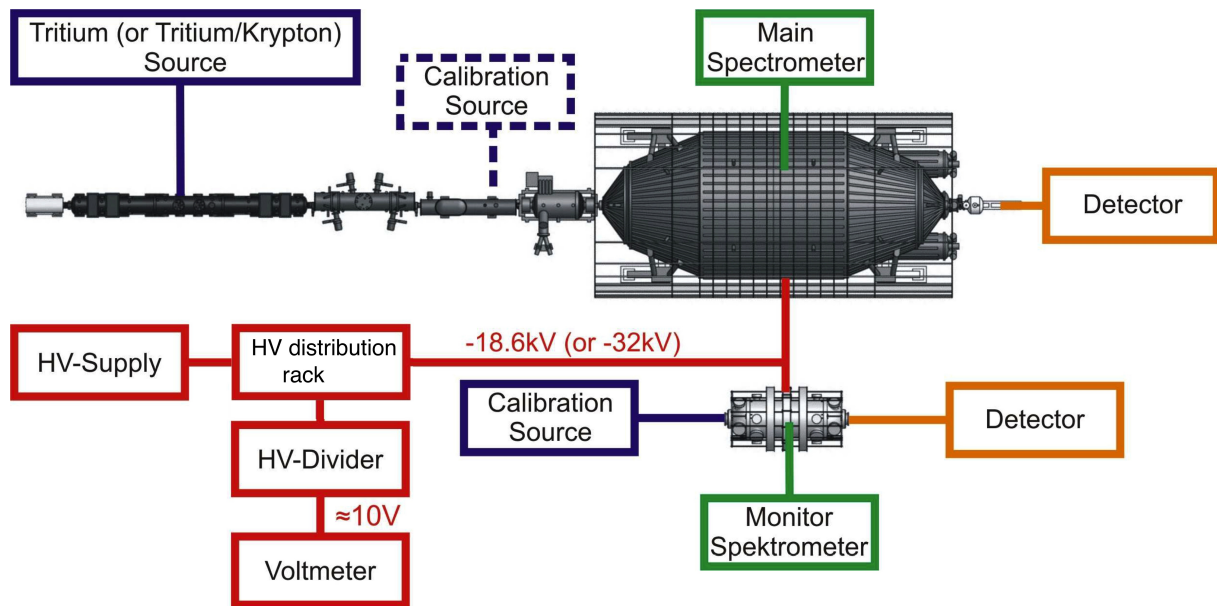 Tritium (or Tritium/Krypton)
Source
Calibration
Source
Main
Spectrometer
Detector
HV-Supply
HV distribution
rack
-18.6kV (or -32kV)
Calibration
Source
Detector
HV-Divider
≈10V
Voltmeter
Monitor
Spektrometer